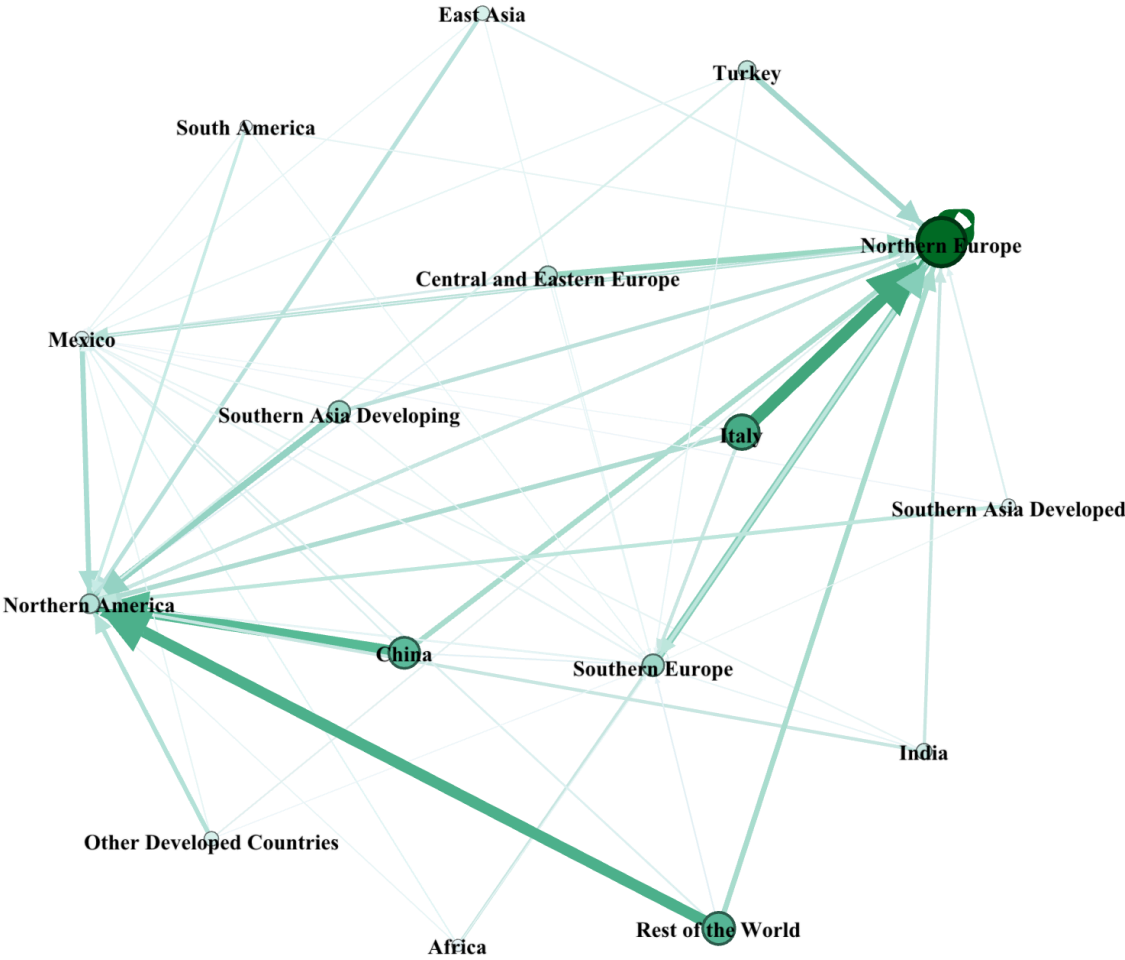 East Asia
Turkey
South America
Northern Europe
Central and Eastern Europe
Mexico
Southern Asia Developing
Italy
Southern Asia Developed
Northern America
China
Southern Europe
India
Other Developed Countries
Rest of the World
Africa